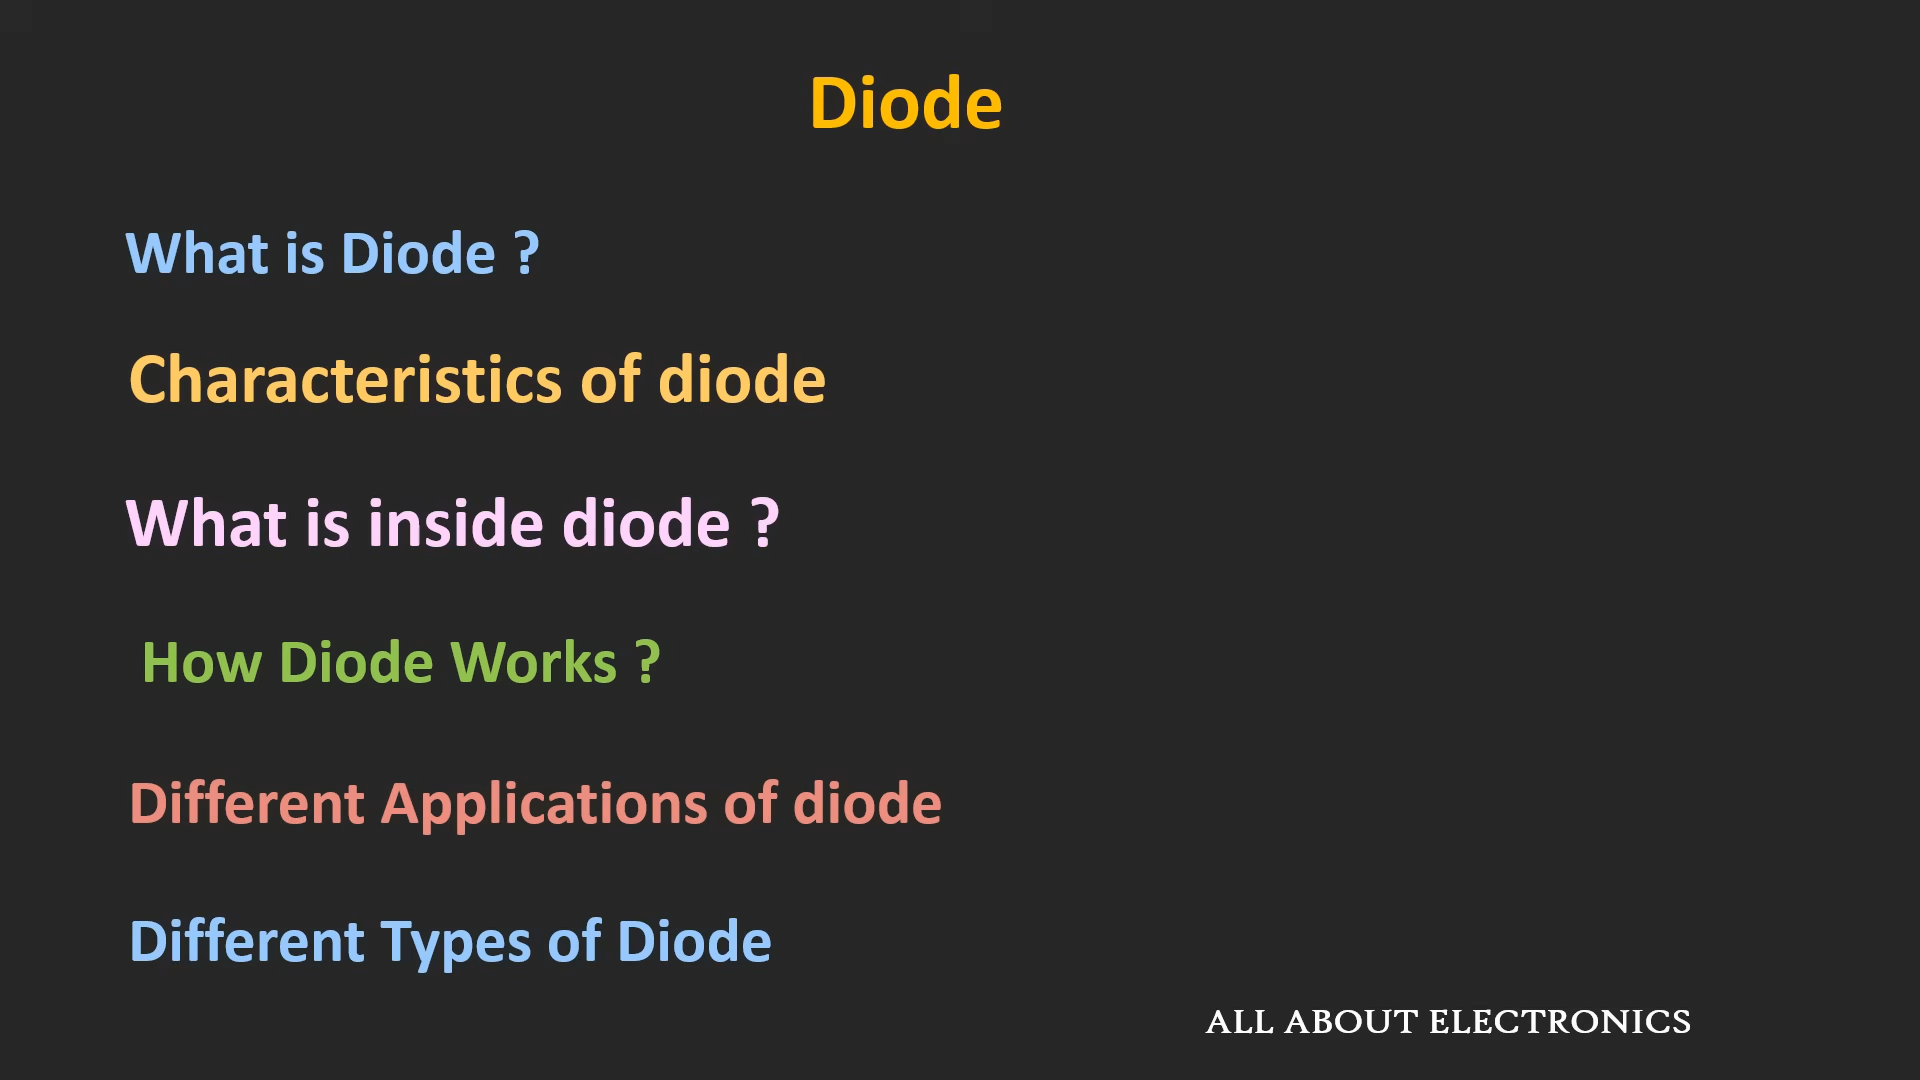 Diode
What is Diode ?
Characteristics of diode
What is inside diode ?
How Diode Works ?
Different Applications of diode
Different Types of Diode
ALL ABOUT ELECTRONICS